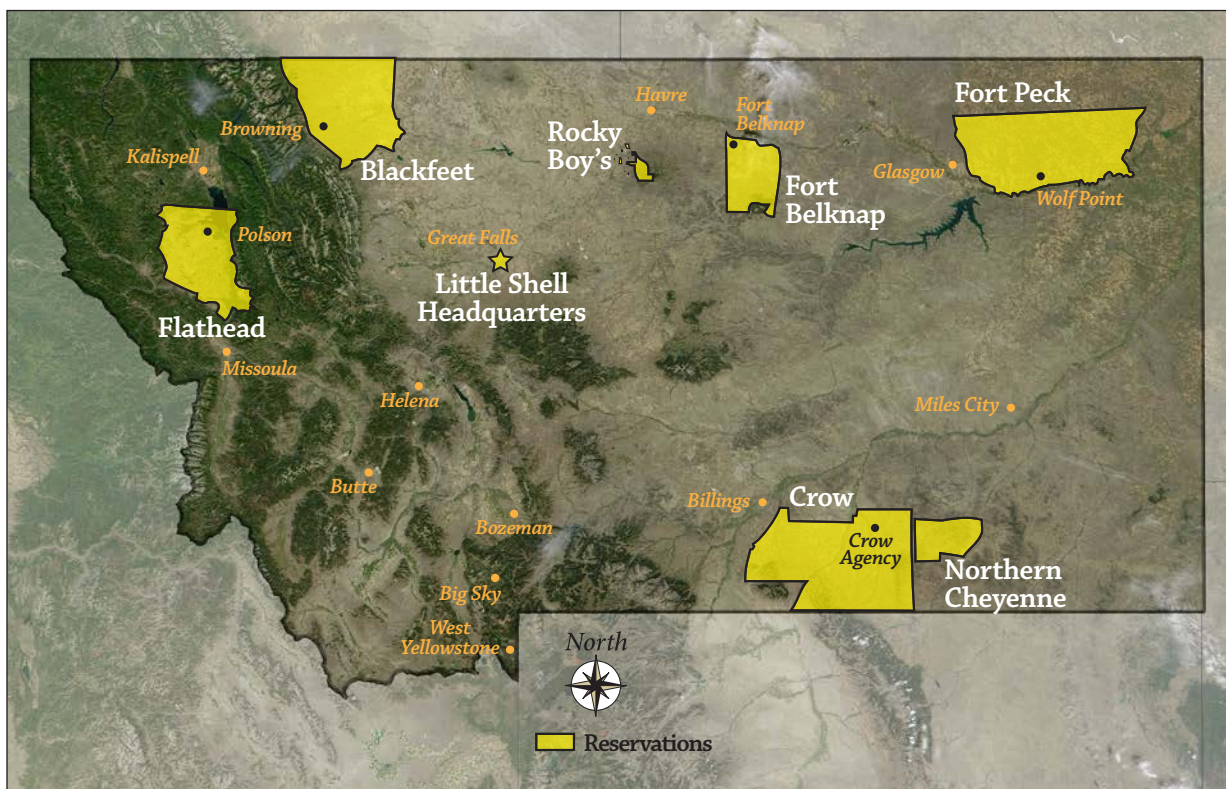 Havre
Fort
Belknap
Fort Peck
Browning
Rocky
Boy's
Kalispell
Blackfeet
Glasgow
Fort
Belknap
Wolf Point
Polson
Great Falls
Little Shell
Headquarters
Flathead
Missoula
Helena
Miles City
Butte
Billings
Crow
Bozeman
Crow
Agency
Northern
Cheyenne
Big Sky
West
Yellowstone
North
Reservations